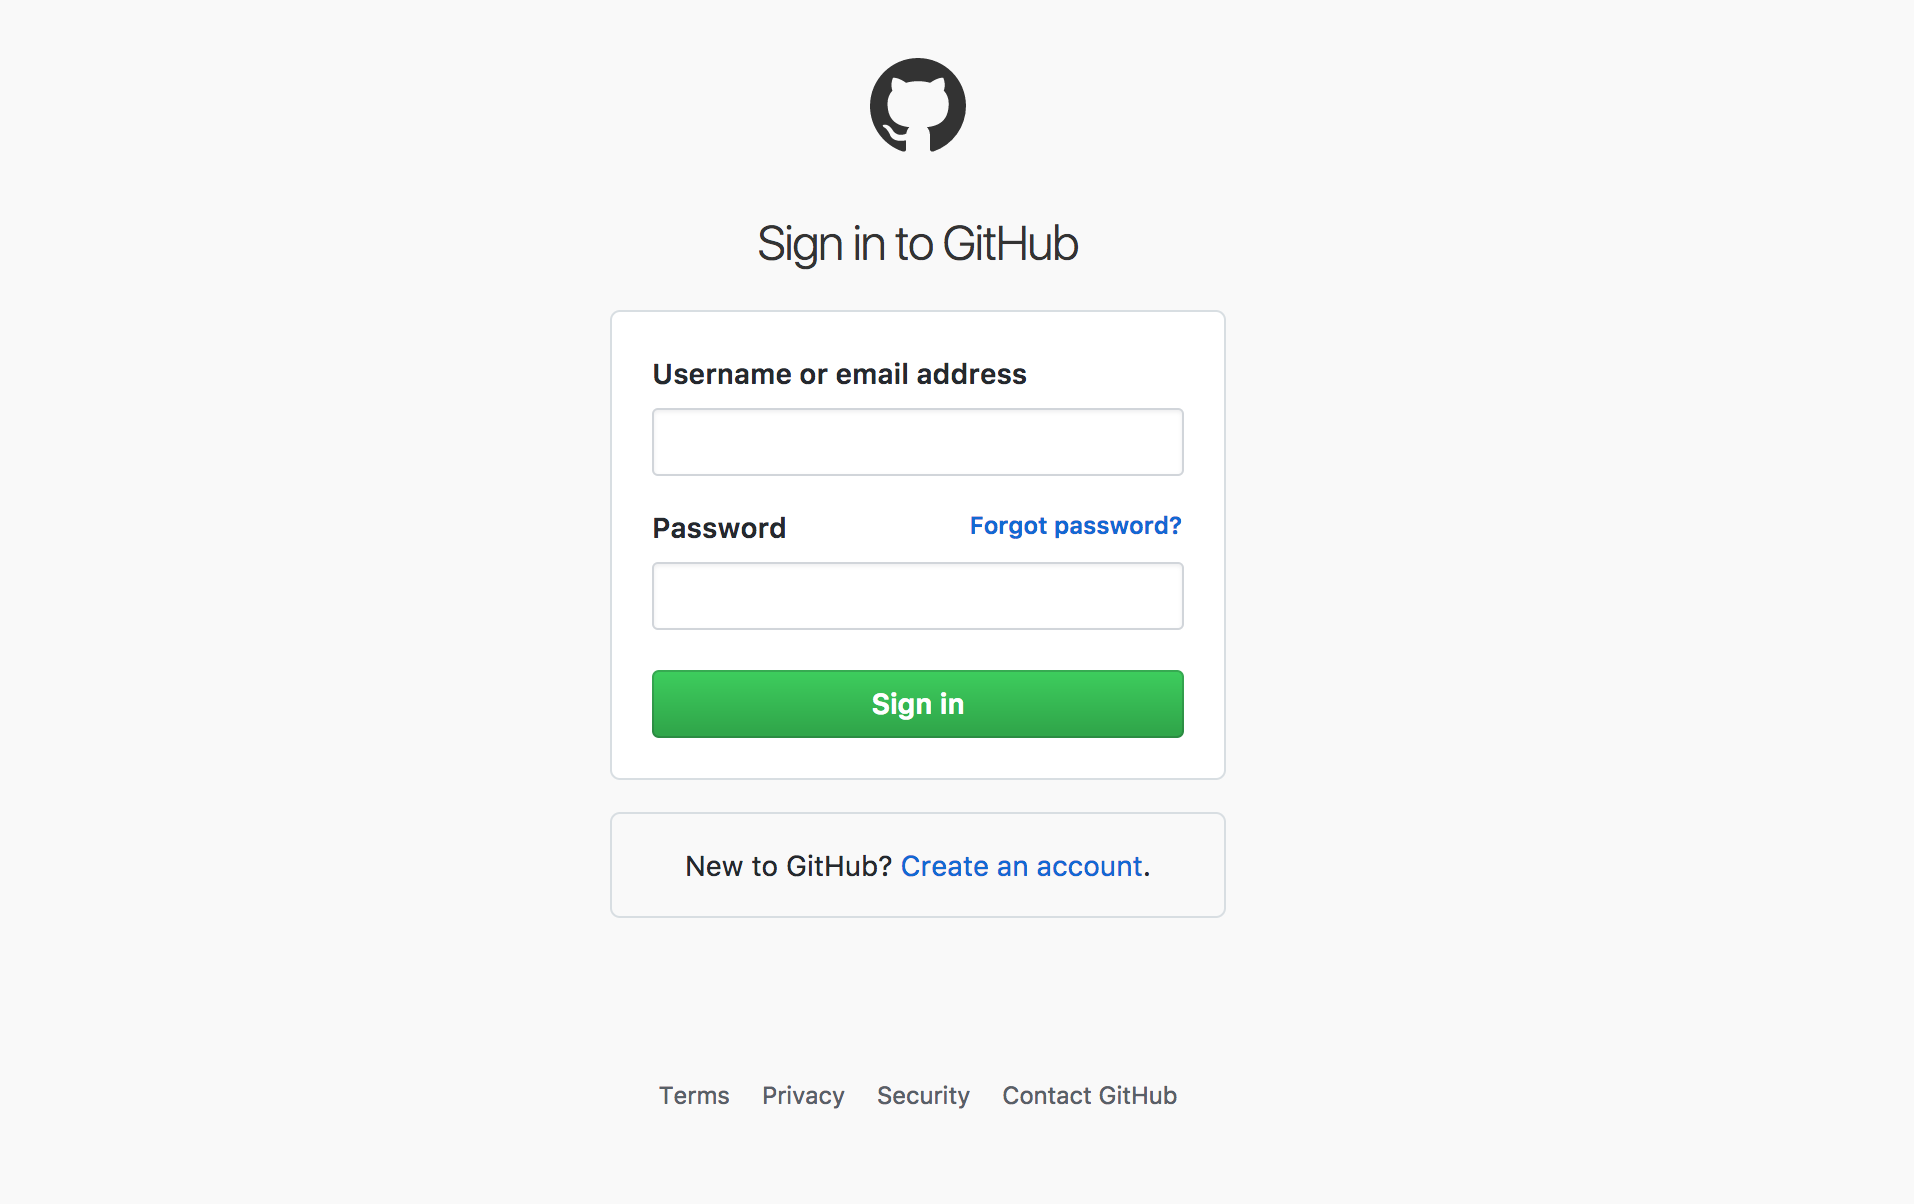 Sign in to GitHub
Username or email address
Password Forgot password?
Sign in
New to GitHub? Create an account.
Terms Privacy Security Contact GitHub